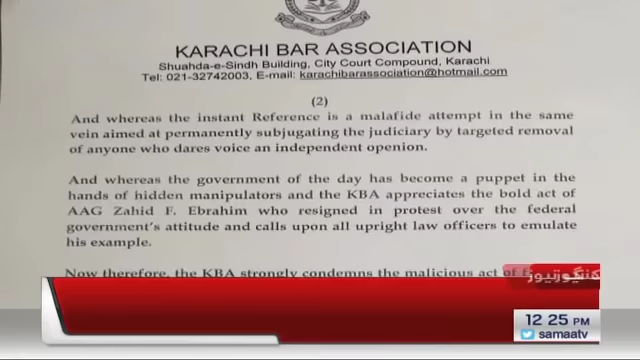 KARACHI BAR ASSOCIATION
Shuahda-e-Sindh Building, City Court Compound, Karachi
Tel: 021-32742003, E-mail: karachibarassociation@hotmail.com
(2)
And whereas the instant Reference is a malafide attempt in the same
vein aimed at permanently subjugating the judiciary by targeted removal
of anyone who dares voice an independent openion.
And whereas the government of the day has become a puppet in the
hands of hidden manipulators and the KBA appreciates the bold act of
AAG Zahid F. Ebrahim who resigned in protest over the federal
government's attitude and calls upon all upright law officers to emulate
his example.
Now therefore, the KBA strongly condemns the malicious act of
12 25 PM
samaatv